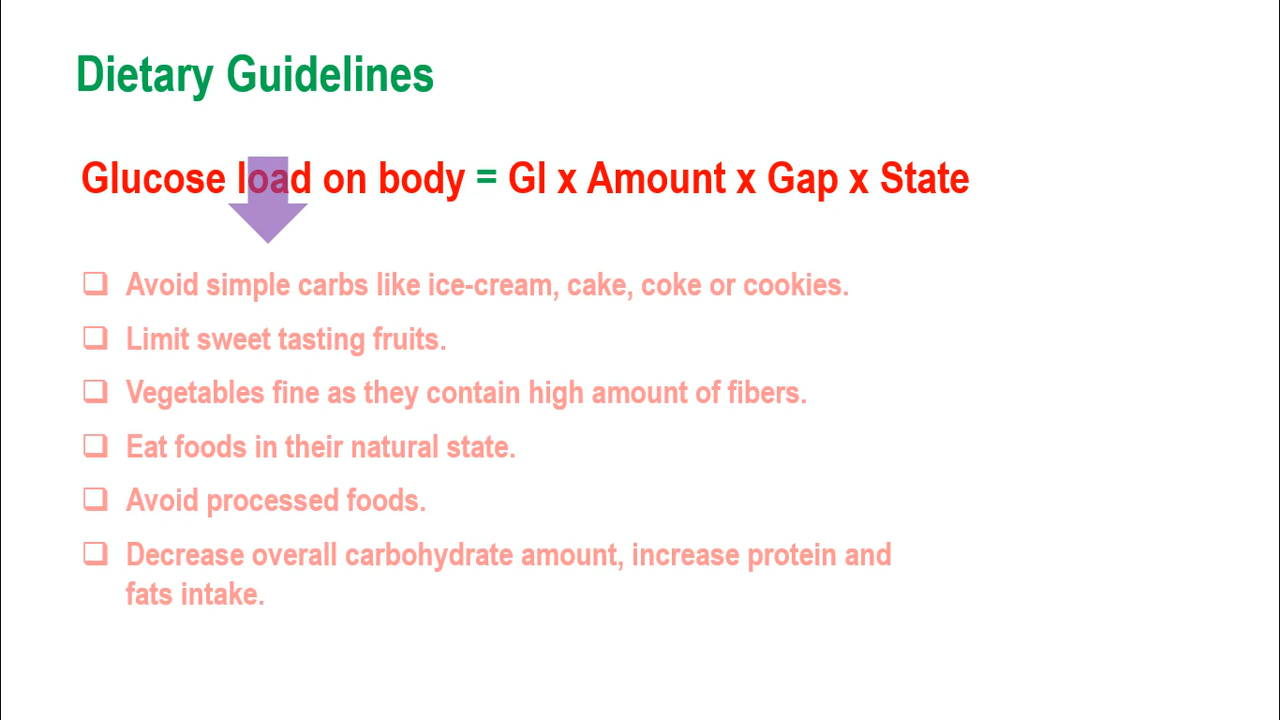 Dietary Guidelines
Glucose load on body = GI x Amount x Gap x State
Avoid simple carbs like ice-cream, cake, coke or cookies.
Limit sweet tasting fruits.
Vegetables fine as they contain high amount of fibers.
Eat foods in their natural state.
Avoid processed foods.
Decrease overall carbohydrate amount, increase protein and
fats intake.